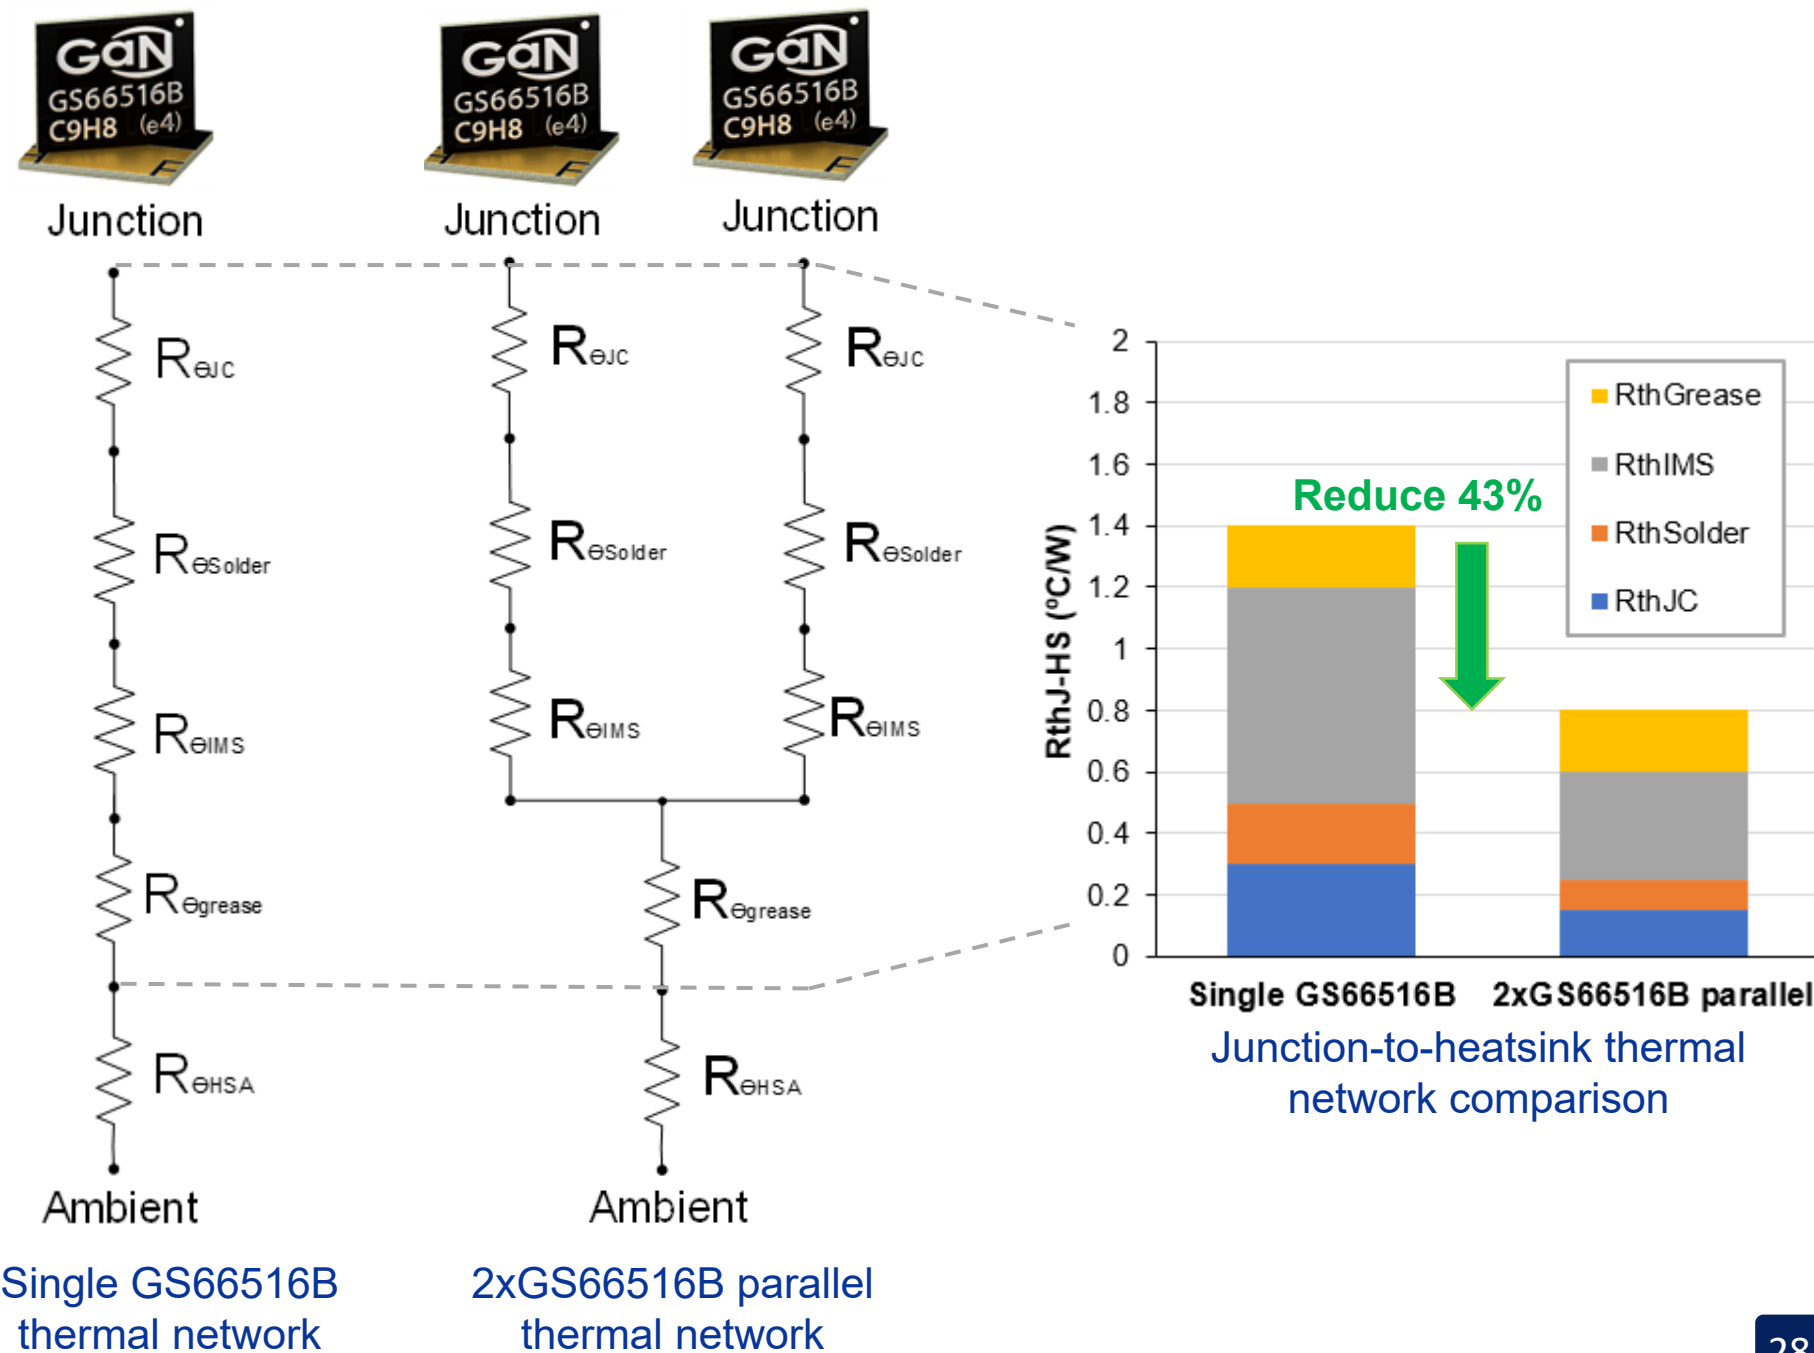 GaN
GS66516B
C9H8 (e4)
GaN
GS66516B
C9H8 (e4)
GaN
GS66516B
C9H8 (e4)
Junction
Junction
Junction
RΘJC
RΘJC
RΘJC
RΘSolder
RΘSolder
RΘSolder
RΘIMS
RΘIMS
RΘIMS
RΘgrease
RΘgrease
RΘHSA
RΘHSA
Ambient
Ambient
Single GS66516B
thermal network
2xGS66516B parallel
thermal network
RthJ-HS (ºC/W)
2
1.8
1.6
1.4
1.2
1
0.8
0.6
0.4
0.2
0
Reduce 43%
RthGrease
RthIMS
RthSolder
RthJC
Single GS66516B
2xGS66516B parallel
Junction-to-heatsink thermal
network comparison
28